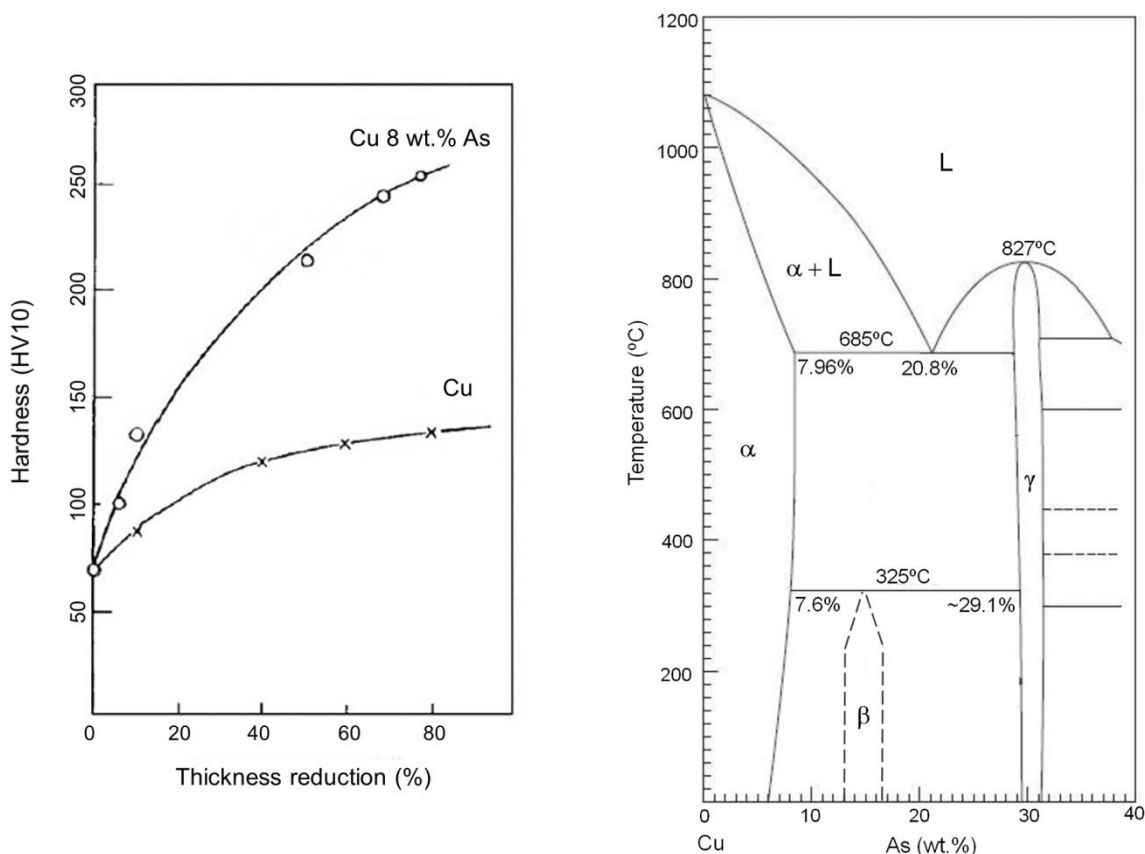 300
250
200
150
100
50
0
20
40
60
80
Hardness (HV10)
Thickness reduction (%)
Cu 8 wt.% As
Cu
1200
1000
800
600
400
200
Temperature (ºC)
L
827ºC
α + L
685ºC
7.96%
20.8%
α
γ
325ºC
7.6%
~29.1%
β
0
10
20
30
40
Cu
As (wt.%)